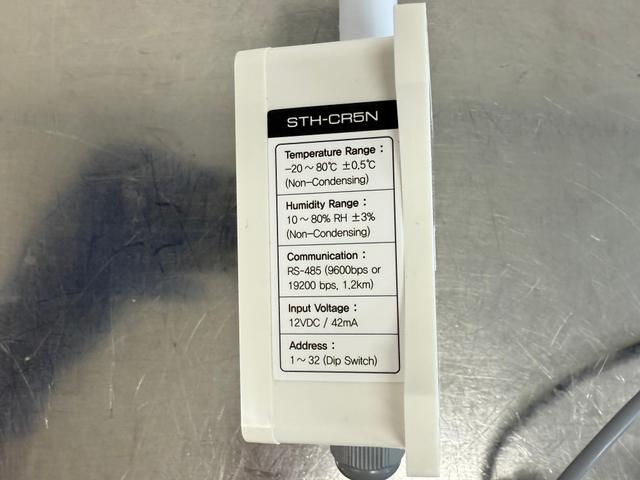 STH-CR5N
Temperature Range :
-20 ~ 80℃ ±0.5℃
(Non-Condensing)
Humidity Range :
10 ~ 80% RH ±3%
(Non-Condensing)
Communication :
RS-485 (9600bps or
19200 bps, 1.2km)
Input Voltage :
12VDC / 42mA
Address :
1 ~ 32 (Dip Switch)